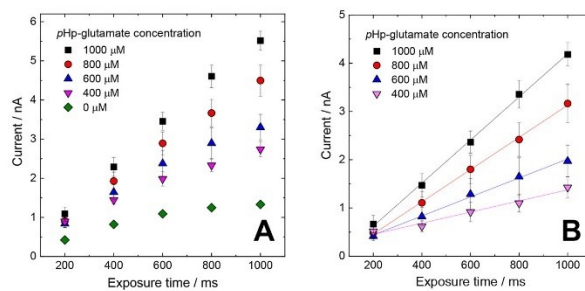 pHp-glutamate concentration
1000 μM
800 μM
600 μM
400 μM
0 μM
Current / nA
6
5
4
3
2
1
0
200 400 600 800 1000
Exposure time / ms
A
pHp-glutamate concentration
1000 μM
800 μM
600 μM
400 μM
Current / nA
5
4
3
2
1
0
200 400 600 800 1000
Exposure time / ms
B